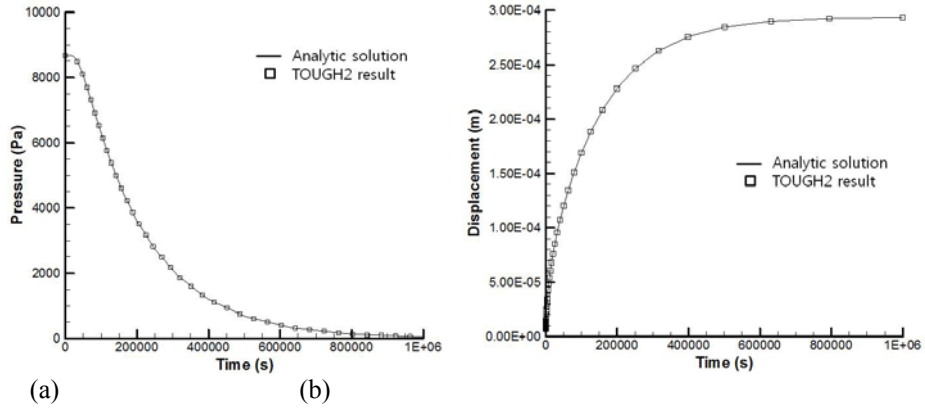 Pressure (Pa)
8000
6000
4000
2000
0
0 200000 400000 600000 800000 1E+06
Time (s)
Analytic solution
TOUGH2 result
Displacement (m)
3.00E-04
2.50E-04
2.00E-04
1.50E-04
1.00E-04
5.00E-05
0.00E+00
0 200000 400000 600000 800000 1E+06
Time (s)
Analytic solution
TOUGH2 result
(a) (b)